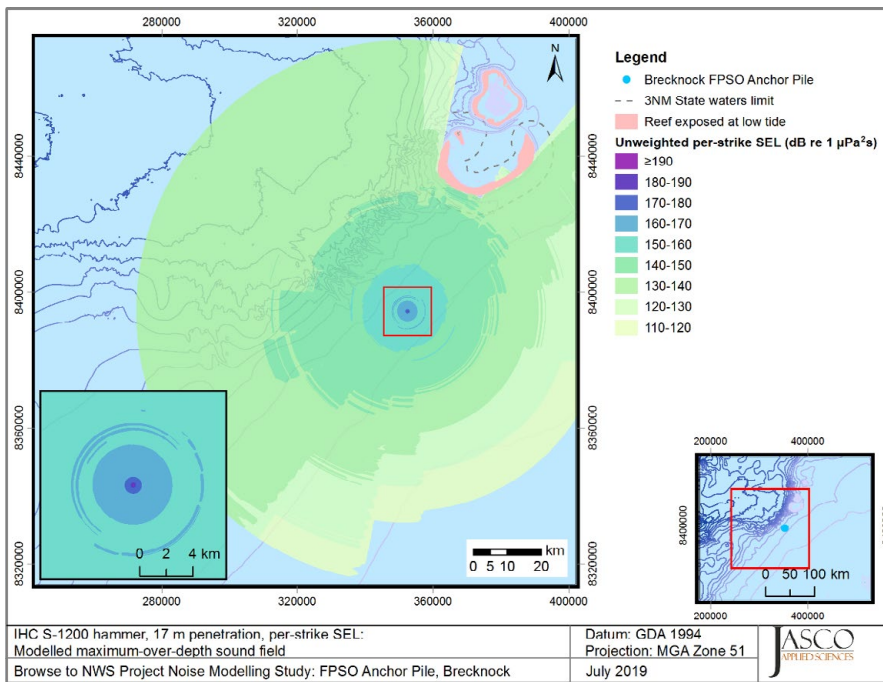 280000
320000
360000
400000
N
8440000
8440000
8400000
8400000
8360000
8360000
8320000
8320000
0 2 4 km
km
0 5 10 20
280000
320000
360000
400000
Legend
Brecknock FPSO Anchor Pile
3NM State waters limit
Reef exposed at low tide
Unweighted per-strike SEL (dB re 1 µPa²s)
≥190
180-190
170-180
160-170
150-160
140-150
130-140
120-130
110-120
200000
400000
8400000
8400000
0 50 100 km
200000
400000
IHC S-1200 hammer, 17 m penetration, per-strike SEL:
Modelled maximum-over-depth sound field
Browse to NWS Project Noise Modelling Study: FPSO Anchor Pile, Brecknock
Datum: GDA 1994
Projection: MGA Zone 51
July 2019
JASCO
APPLIED SCIENCES